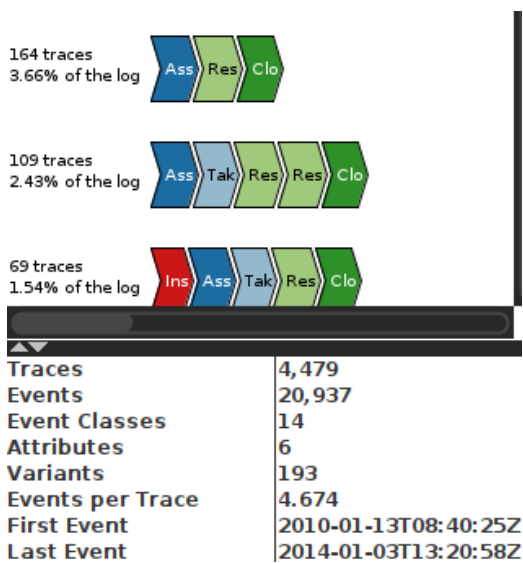 164 traces
3.66% of the log
Ass Res Clo
109 traces
2.43% of the log
Ass Tak Res Res Clo
69 traces
1.54% of the log
Ins Ass Tak Res Clo
Traces 4,479
Events 20,937
Event Classes 14
Attributes 6
Variants 193
Events per Trace 4.674
First Event 2010-01-13T08:40:25Z
Last Event 2014-01-03T13:20:58Z